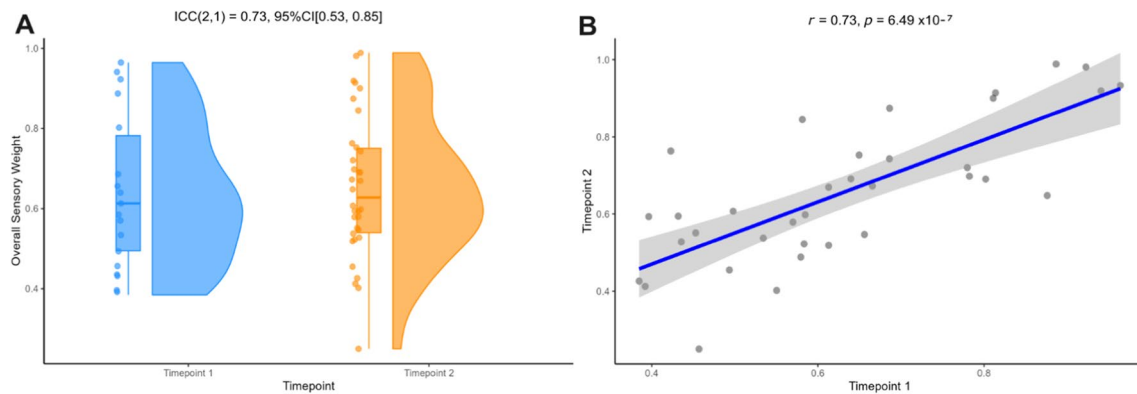 A
ICC(2,1) = 0.73, 95%CI[0.53, 0.85]
Overall Sensory Weight
1.0
0.8
0.6
0.4
Timepoint 1
Timepoint 2
Timepoint
B
r = 0.73, p = 6.49 x10-⁷
Timepoint 2
1.0
0.8
0.6
0.4
0.4
0.6
0.8
Timepoint 1